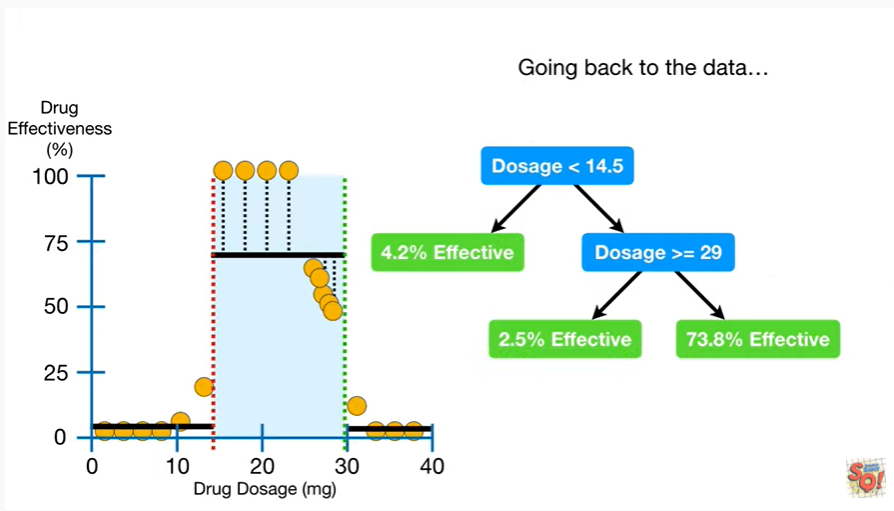 Going back to the data...
Drug
Effectiveness
(%)
100
75
50
25
0
0 10 20 30 40
Drug Dosage (mg)
Dosage < 14.5
4.2% Effective
Dosage >= 29
2.5% Effective
73.8% Effective
SQ!